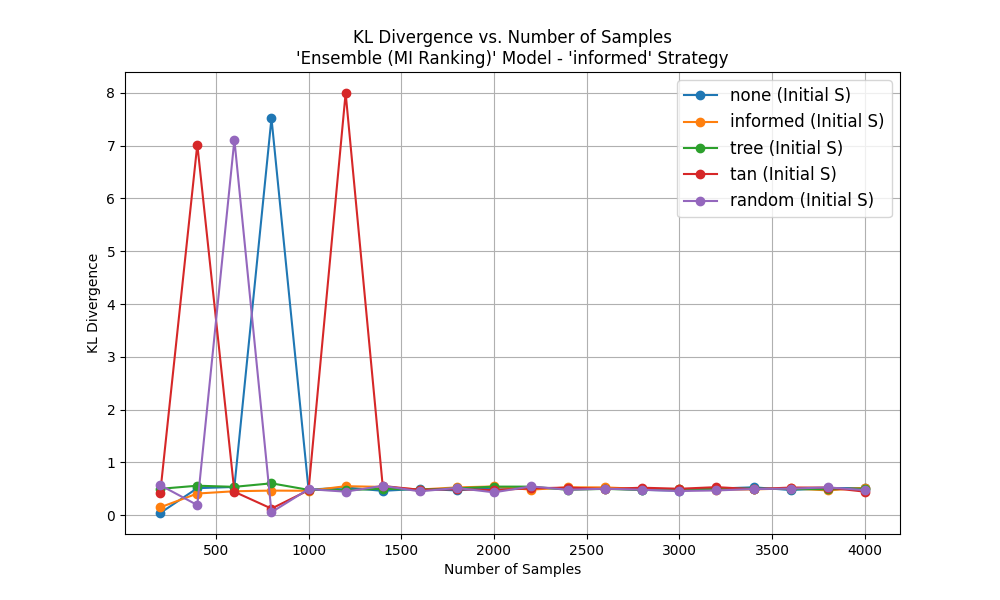 KL Divergence vs. Number of Samples
'Ensemble (MI Ranking)' Model - 'informed' Strategy
KL Divergence
8
7
6
5
4
3
2
1
0
none (Initial S)
informed (Initial S)
tree (Initial S)
tan (Initial S)
random (Initial S)
500
1000
1500
2000
2500
3000
3500
4000
Number of Samples